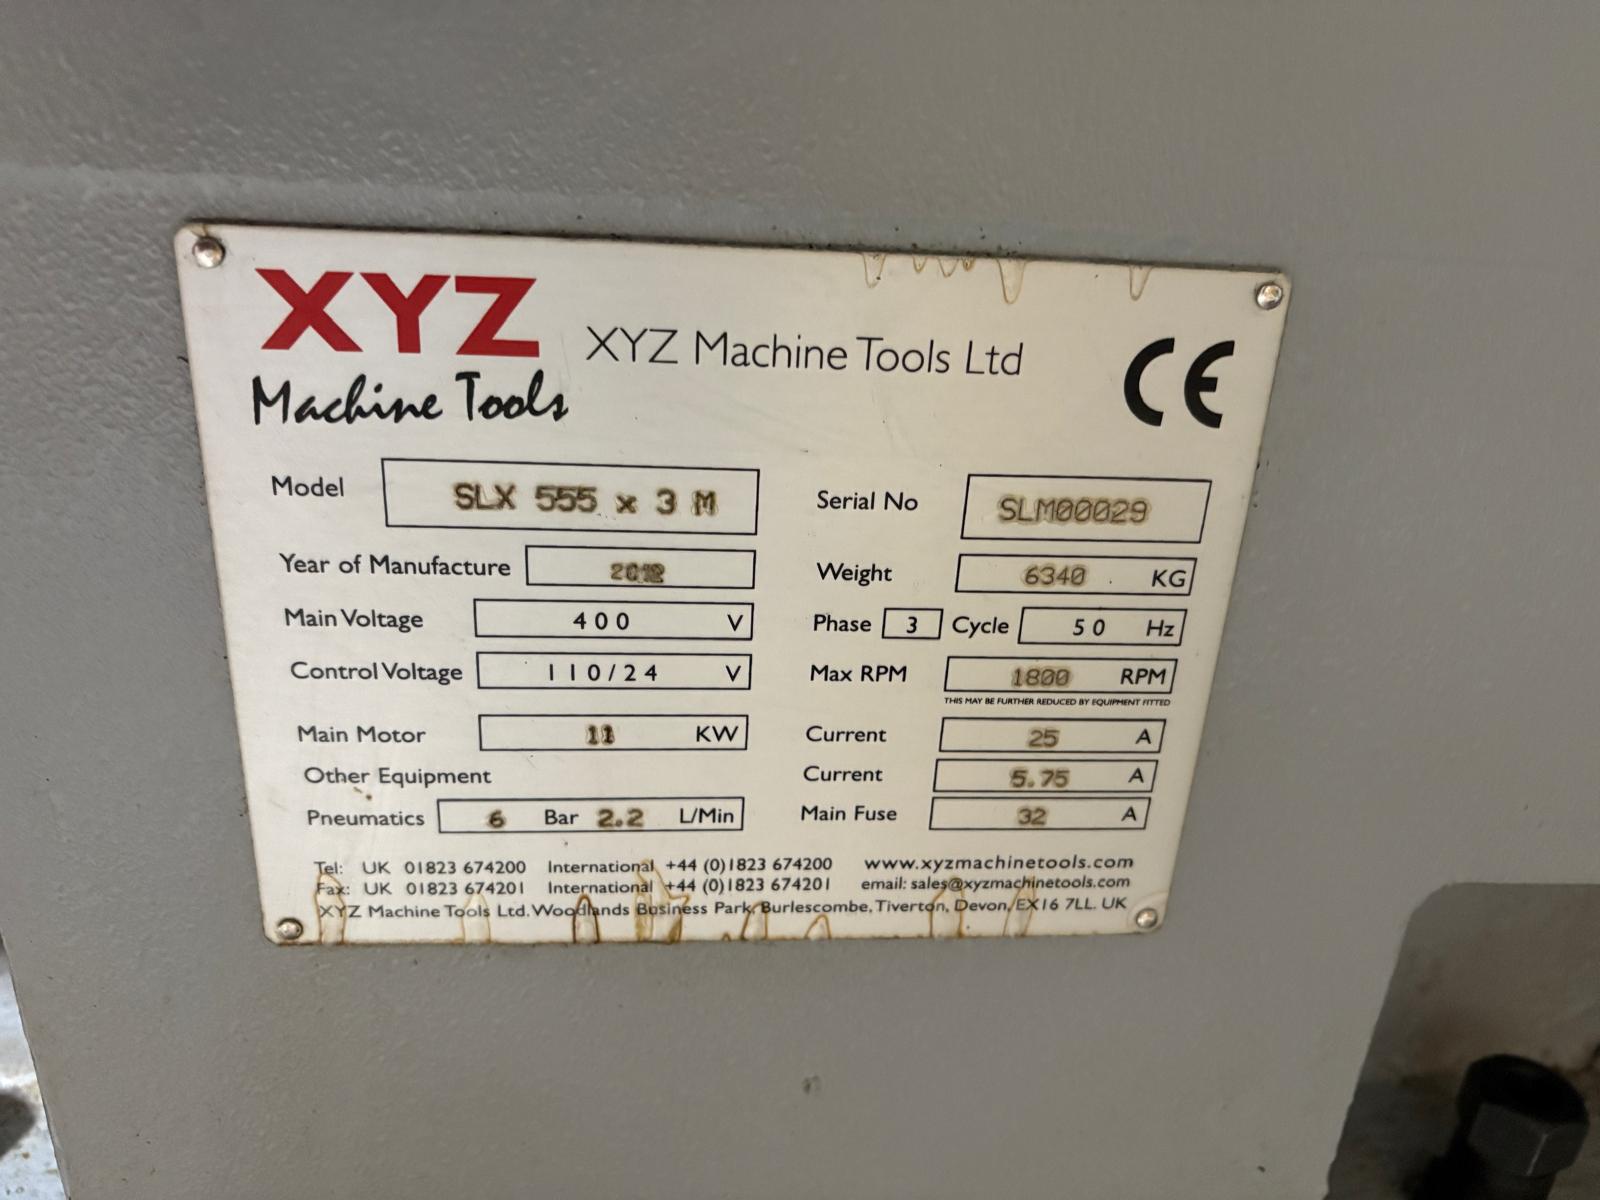 XYZ
Machine Tools
XYZ Machine Tools Ltd
CE
Model SLX 555 x 3 M
Serial No SLM00029
Year of Manufacture
Weight 6340 KG
Main Voltage 400 V
Phase 3 Cycle 50 Hz
Control Voltage 110/24 V
Max RPM 1800 RPM
THIS MAY BE FURTHER REDUCED BY EQUIPMENT FITTED
Main Motor 11 KW
Current 25 A
Other Equipment
Current 5.75 A
Pneumatics 6 Bar 2.2 L/Min
Main Fuse 32 A
Tel: UK 01823 674200 International +44 (0)1823 674200 www.xyzmachinetools.com
Fax: UK 01823 674201 International +44 (0)1823 674201 email: sales@xyzmachinetools.com
XYZ Machine Tools Ltd. Woodlands Business Park, Burlescombe, Tiverton, Devon, EX16 7LL. UK